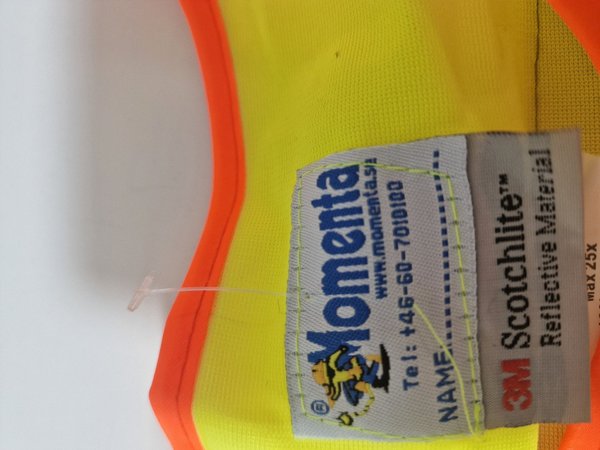 Momenta
www.momenta.se
Tel: +46-60-7010100
NAME
®
3M Scotchlite™
Reflective Material
max 25x